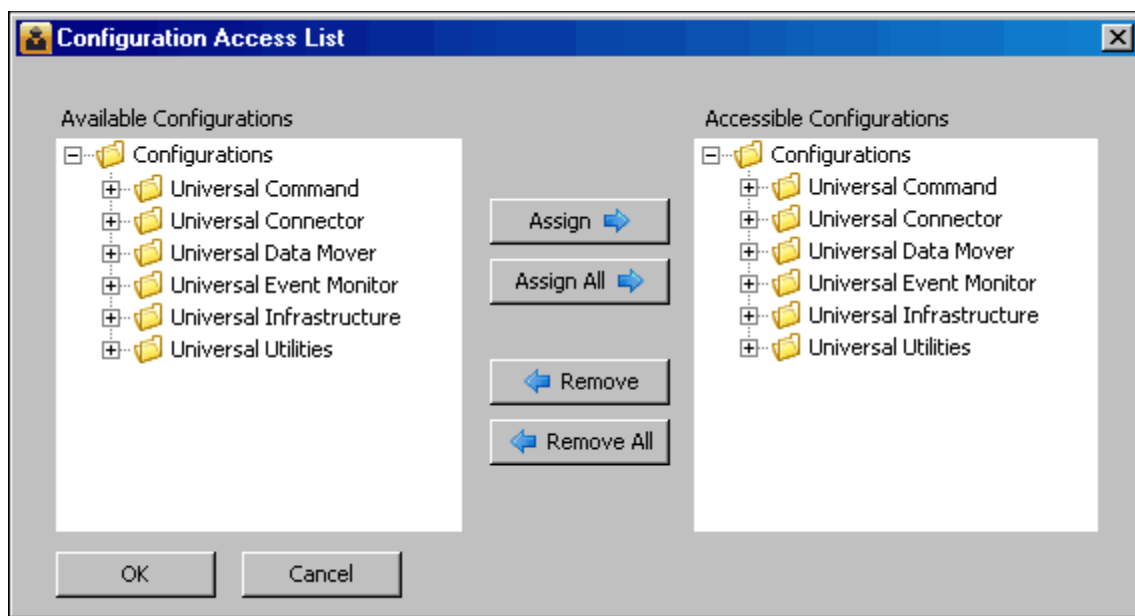 Configuration Access List
Available Configurations
Configurations
Universal Command
Universal Connector
Universal Data Mover
Universal Event Monitor
Universal Infrastructure
Universal Utilities
Assign
Assign All
Remove
Remove All
Accessible Configurations
Configurations
Universal Command
Universal Connector
Universal Data Mover
Universal Event Monitor
Universal Infrastructure
Universal Utilities
OK
Cancel